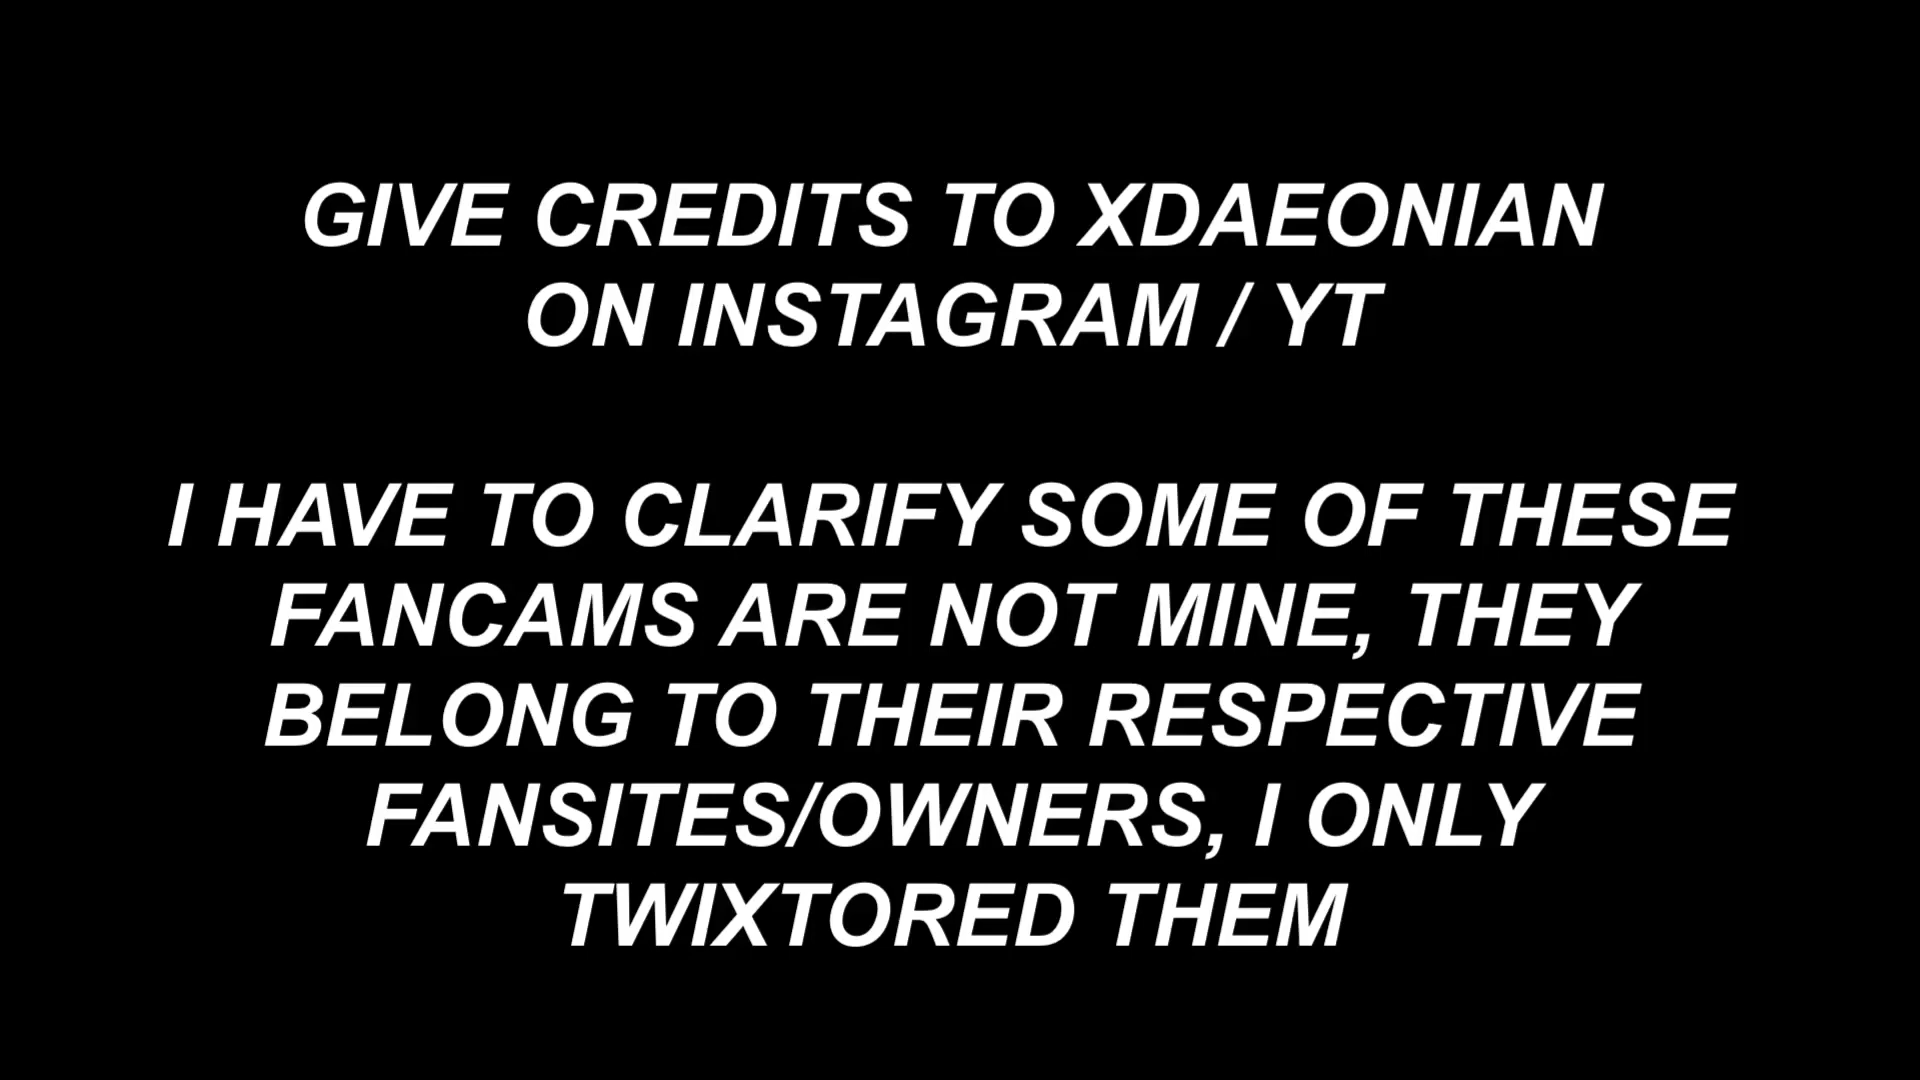 GIVE CREDITS TO XDAEONIAN
ON INSTAGRAM / YT
I HAVE TO CLARIFY SOME OF THESE
FANCAMS ARE NOT MINE, THEY
BELONG TO THEIR RESPECTIVE
FANSITES/OWNERS, I ONLY
TWIXTORED THEM